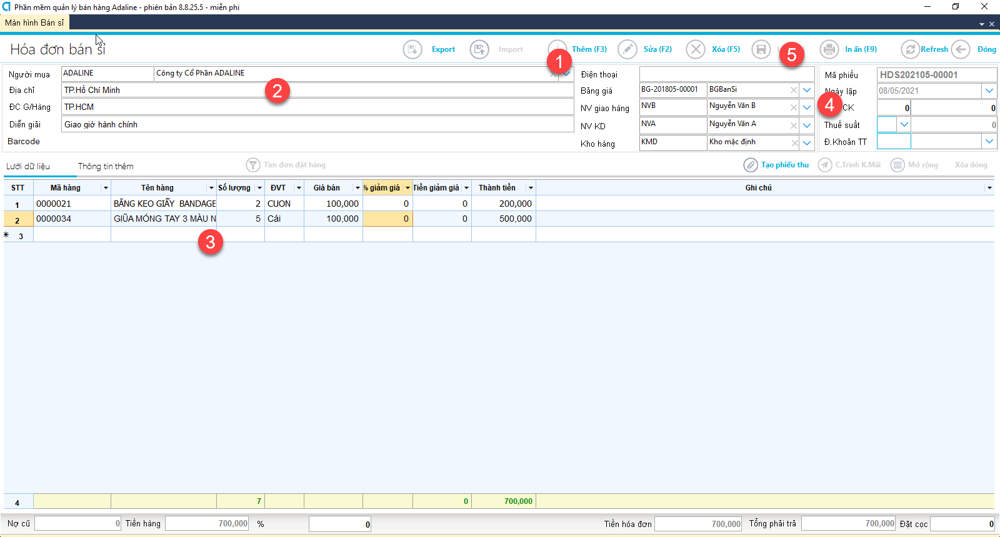 Phần mềm quản lý bán hàng Adaline - phiên bản 8.8.25.5 - miễn phí
Màn hình Bán sỉ
Hóa đơn bán sỉ
Export Import Thêm (F3) Sửa (F2) Xóa (F5) In ấn (F9) Refresh Đóng
1 5
Người mua ADALINE Công ty Cổ Phần ADALINE Điện thoại Mã phiếu HDS202105-00001
Địa chỉ TP.Hồ Chí Minh 2 Bảng giá BG-201805-00001 BGBanSi Ngày lập 08/05/2021
ĐC G/Hàng TP.HCM NV giao hàng NVB Nguyễn Văn B 4 CK 0 0
Diễn giải Giao giờ hành chính NV KD NVA Nguyễn Văn A Thuế suất 0
Barcode Kho hàng KMD Kho mặc định Đ.Khoản TT
Lưới dữ liệu Thông tin thêm Tìm đơn đặt hàng Tạo phiếu thu C.Trình K.Mãi Mở rộng Xóa dòng
STT Mã hàng Tên hàng Số lượng ĐVT Giá bán % giảm giá Tiền giảm giá Thành tiền Ghi chú
1 0000021 BĂNG KEO GIẤY BANDAGE 2 CUON 100,000 0 0 200,000
2 0000034 GIŨA MÓNG TAY 3 MÀU N 5 Cái 100,000 0 0 500,000
* 3
3
4 7 0 700,000
Nợ cũ 0 Tiền hàng 700,000 % 0 Tiền hóa đơn 700,000 Tổng phải trả 700,000 Đặt cọc 0